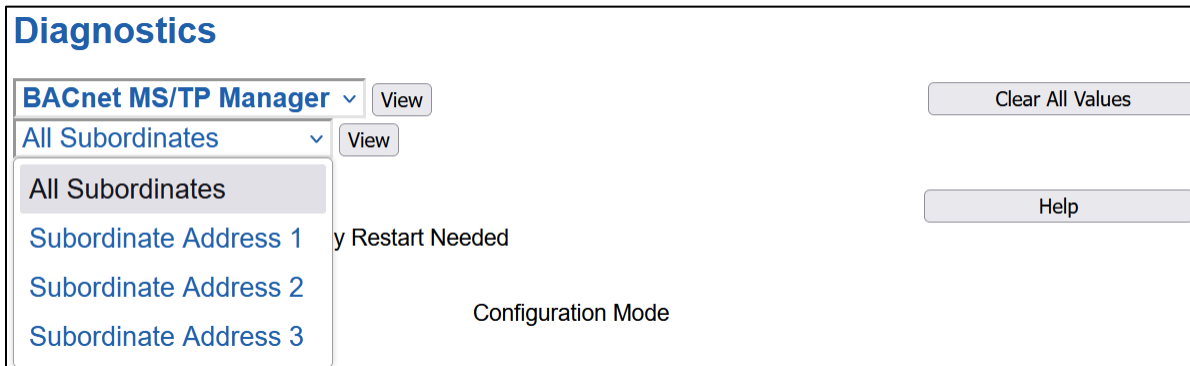 Diagnostics
BACnet MS/TP Manager View Clear All Values
All Subordinates View
All Subordinates
Help
Subordinate Address 1 y Restart Needed
Subordinate Address 2
Configuration Mode
Subordinate Address 3